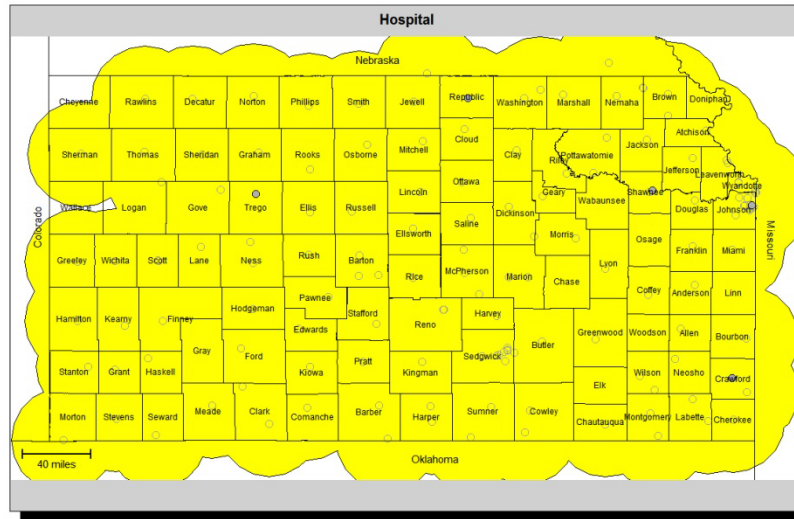 Hospital
Nebraska
Cheyenne Rawlins Decatur Norton Phillips Smith Jewell Republic Washington Marshall Nemaha Brown Doniphan
Atchison
Sherman Thomas Sheridan Graham Rooks Osborne Mitchell Cloud Clay Riley Pottawatomie Jackson Jefferson Leavenworth
Wyandotte
Wallace Logan Gove Trego Ellis Russell Lincoln Ottawa Dickinson Geary Wabaunsee Shawnee Douglas Johnson
Colorado
Missouri
Ellsworth Saline Morris Osage Franklin Miami
Greeley Wichita Scott Lane Ness Rush Barton Rice McPherson Marion Chase Lyon
Coffey Anderson Linn
Hamilton Kearny Finney Hodgeman Pawnee Stafford Reno Harvey
Edwards
Gray Ford Sedgwick Butler Greenwood Woodson Allen Bourbon
Stanton Grant Haskell Kiowa Pratt Kingman Elk Wilson Neosho Crawford
Morton Stevens Seward Meade Clark Comanche Barber Harper Sumner Cowley Chautauqua Montgomery Labette Cherokee
40 miles
Oklahoma